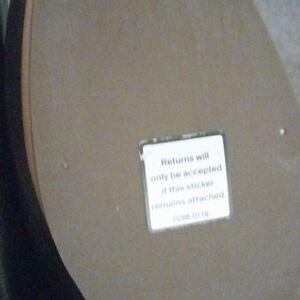 Returns will
only be accepted
if this sticker
remains attached.